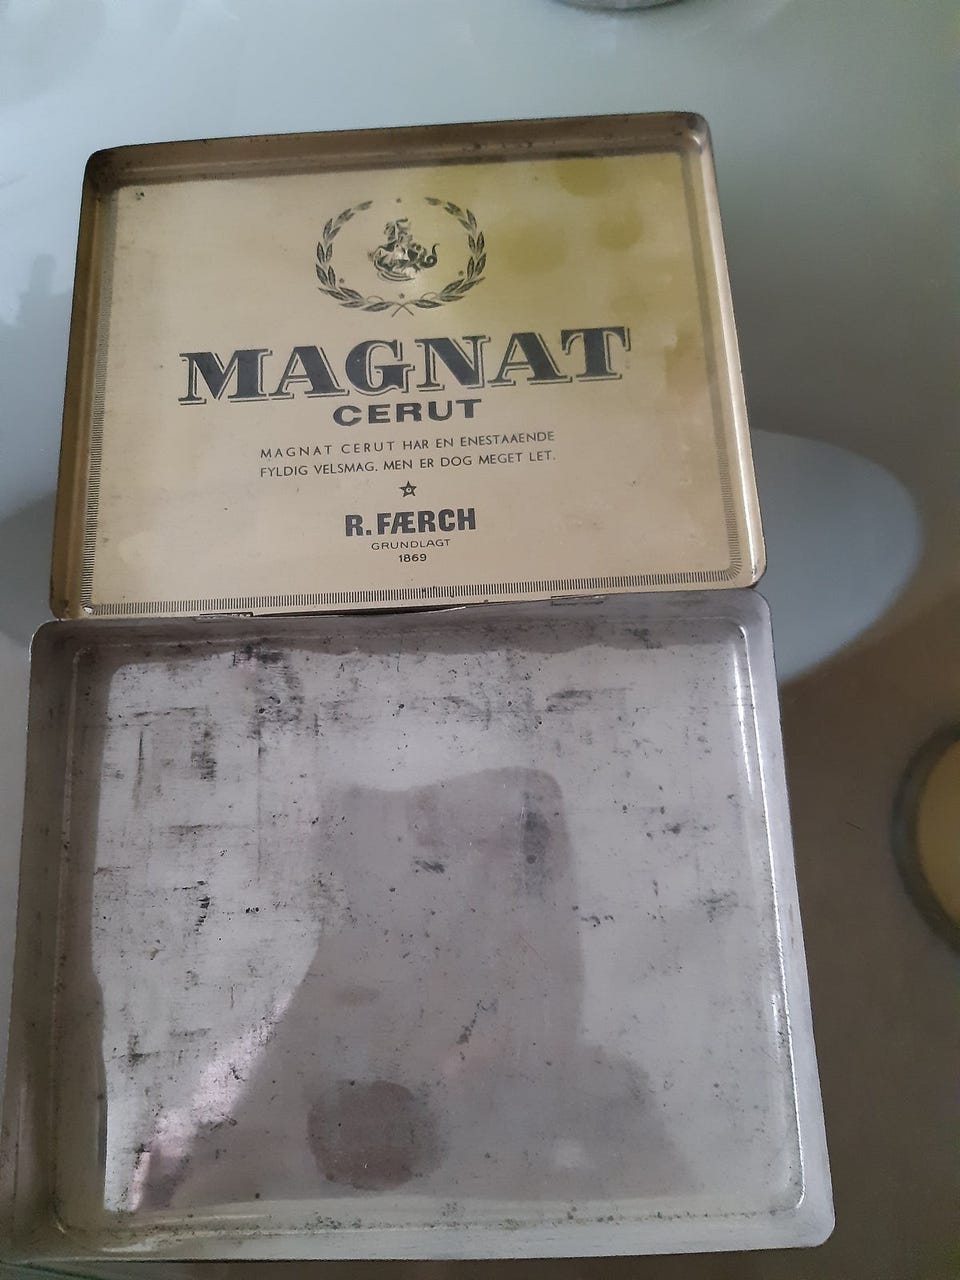 MAGNAT
CERUT
MAGNAT CERUT HAR EN ENESTAAENDE
FYLDIG VELSMAG. MEN ER DOG MEGET LET.
R. FÆRCH
GRUNDLAGT
1869